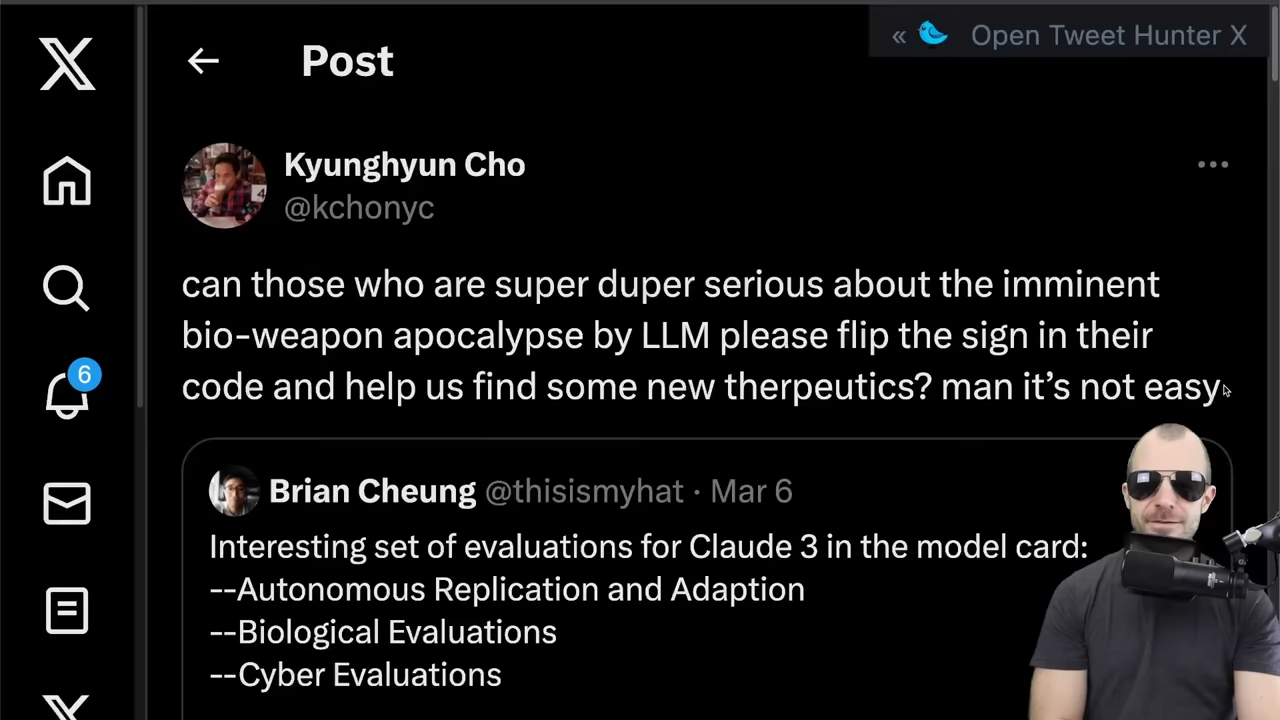 « Open Tweet Hunter X
Post
Kyunghyun Cho
@kchonyc
can those who are super duper serious about the imminent
bio-weapon apocalypse by LLM please flip the sign in their
code and help us find some new therpeutics? man it’s not easy
6
Brian Cheung @thisismyhat · Mar 6
Interesting set of evaluations for Claude 3 in the model card:
--Autonomous Replication and Adaption
--Biological Evaluations
--Cyber Evaluations